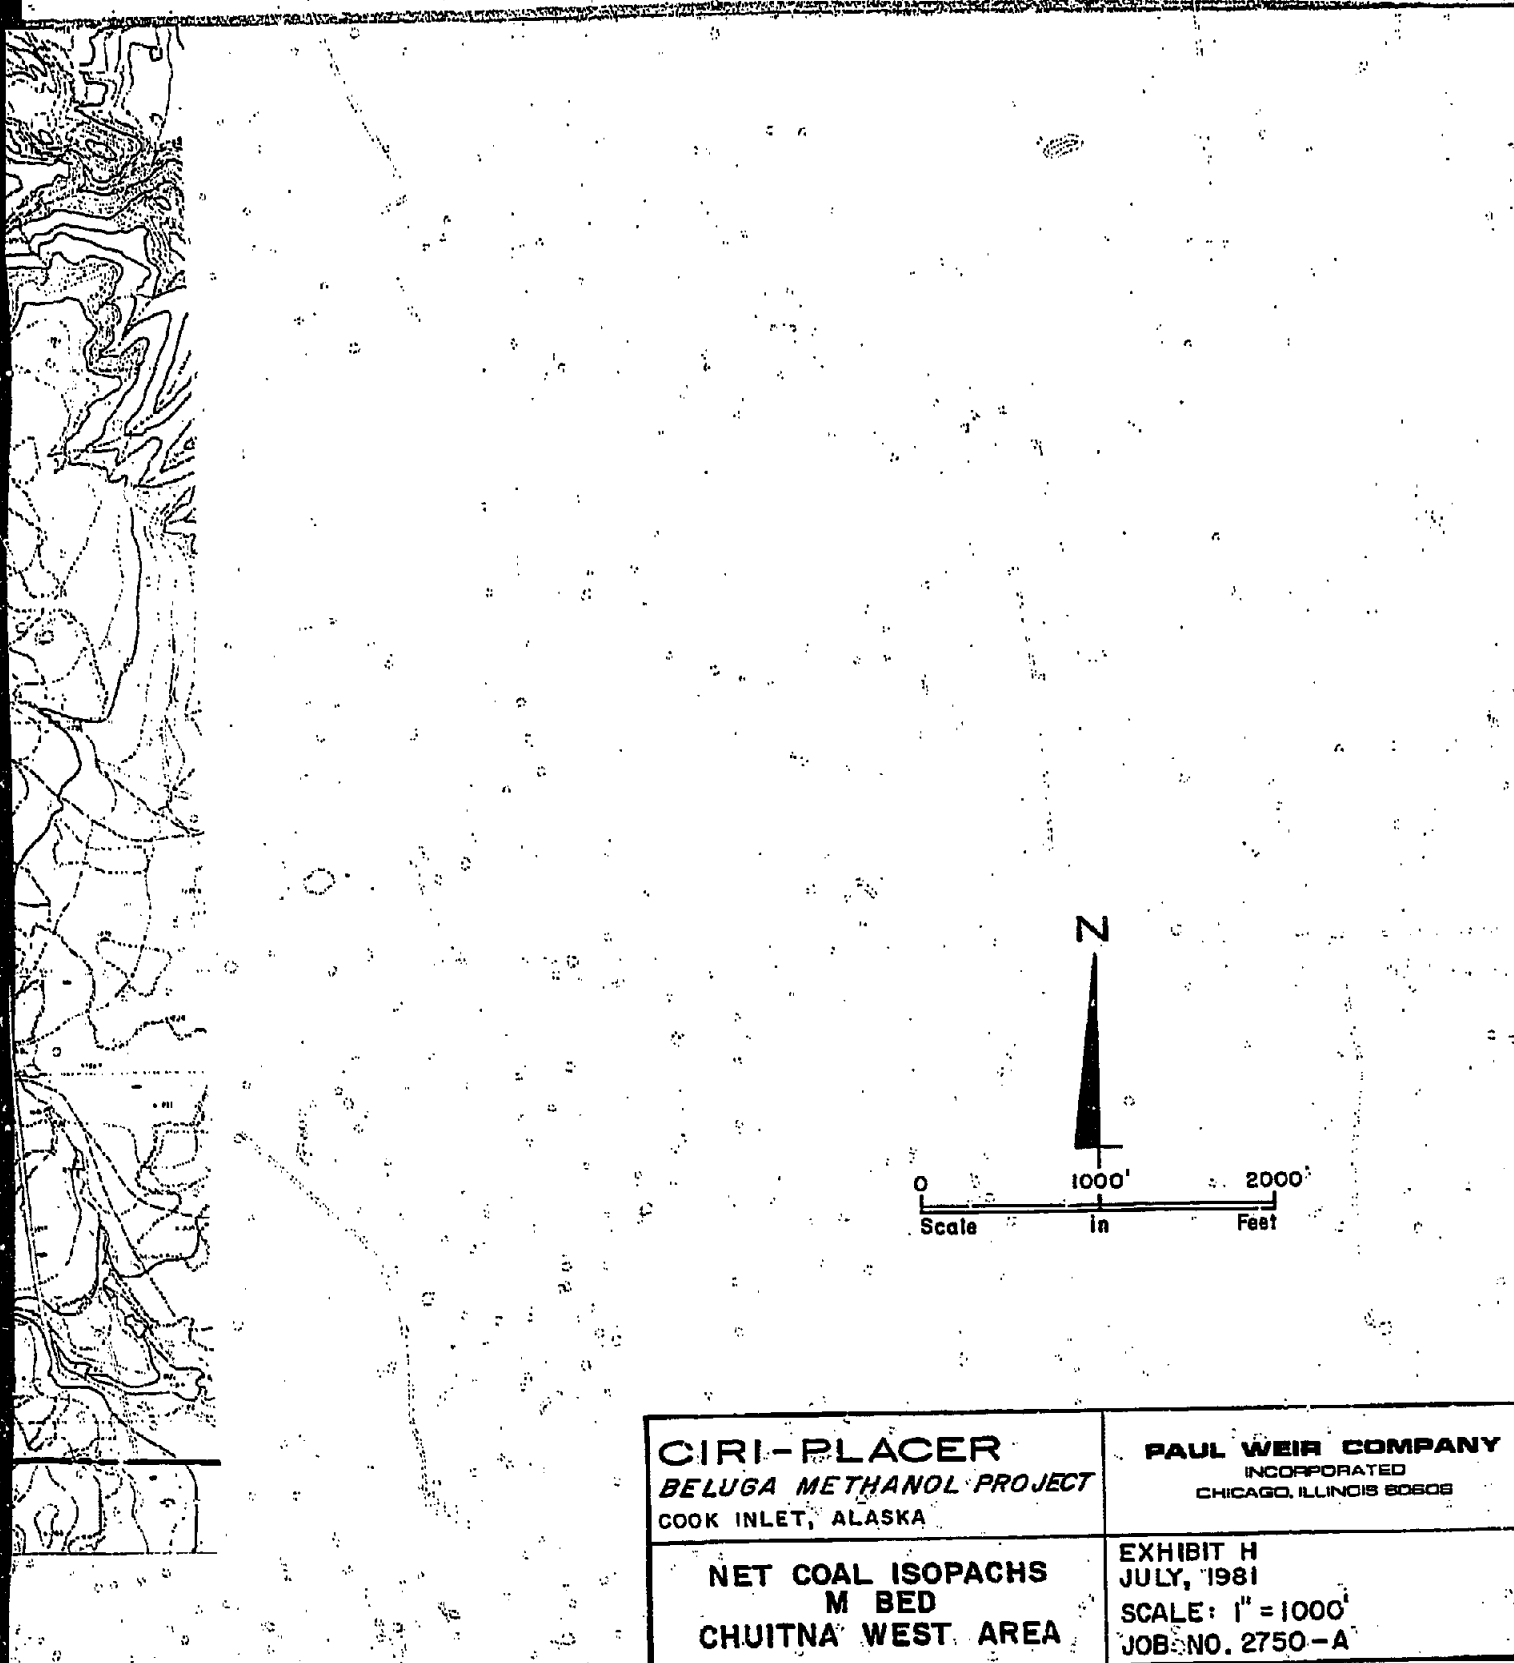 N
0 1000' 2000'
Scale in Feet
CIRI-PLACER
BELUGA METHANOL PROJECT
COOK INLET, ALASKA
PAUL WEIR COMPANY
INCORPORATED
CHICAGO, ILLINOIS 60606
NET COAL ISOPACHS
M BED
CHUITNA WEST AREA
EXHIBIT H
JULY, 1981
SCALE: 1" = 1000'
JOB NO. 2750-A